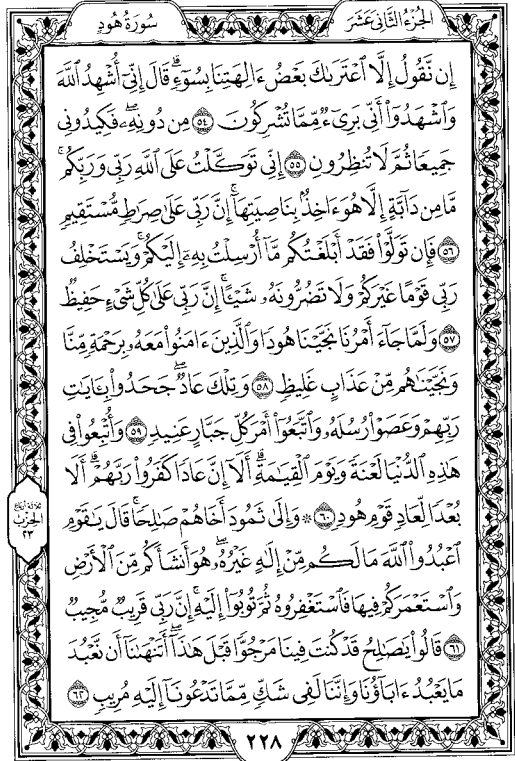 الجزء الثاني عشر
سورة هود
إِن نَّقُولُ إِلَّا ٱعْتَرَىٰكَ بَعْضُ ءَالِهَتِنَا بِسُوٓءٍۗ قَالَ إِنِّىٓ أُشْهِدُ ٱللَّهَ
وَٱشْهَدُوٓا۟ أَنِّى بَرِىٓءٌ مِّمَّا تُشْرِكُونَ ٥٤ مِن دُونِهِۦۖ فَكِيدُونِى
جَمِيعًا ثُمَّ لَا تُنظِرُونِ ٥٥ إِنِّى تَوَكَّلْتُ عَلَى ٱللَّهِ رَبِّى وَرَبِّكُمۚ
مَّا مِن دَآبَّةٍ إِلَّا هُوَ ءَاخِذٌۢ بِنَاصِيَتِهَآۚ إِنَّ رَبِّى عَلَىٰ صِرَٰطٍ مُّسْتَقِيمٍ
٥٦ فَإِن تَوَلَّوْا۟ فَقَدْ أَبْلَغْتُكُم مَّآ أُرْسِلْتُ بِهِۦٓ إِلَيْكُمْۚ وَيَسْتَخْلِفُ
رَبِّى قَوْمًا غَيْرَكُمْ وَلَا تَضُرُّونَهُۥ شَيْـًٔاۚ إِنَّ رَبِّى عَلَىٰ كُلِّ شَىْءٍ حَفِيظٌ
٥٧ وَلَمَّا جَآءَ أَمْرُنَا نَجَّيْنَا هُودًا وَٱلَّذِينَ ءَامَنُوا۟ مَعَهُۥ بِرَحْمَةٍ مِّنَّا
وَنَجَّيْنَٰهُم مِّنْ عَذَابٍ غَلِيظٍ ٥٨ وَتِلْكَ عَادٌۖ جَحَدُوا۟ بِـَٔايَٰتِ
رَبِّهِمْ وَعَصَوْا۟ رُسُلَهُۥ وَٱتَّبَعُوٓا۟ أَمْرَ كُلِّ جَبَّارٍ عَنِيدٍ ٥٩ وَأُتْبِعُوا۟ فِى
هَٰذِهِ ٱلدُّنْيَا لَعْنَةً وَيَوْمَ ٱلْقِيَٰمَةِۗ أَلَآ إِنَّ عَادًا كَفَرُوا۟ رَبَّهُمْۗ أَلَا
بُعْدًا لِّعَادٍ قَوْمِ هُودٍ ٦٠ ۞ وَإِلَىٰ ثَمُودَ أَخَاهُمْ صَٰلِحًاۚ قَالَ يَٰقَوْمِ
ٱعْبُدُوا۟ ٱللَّهَ مَا لَكُم مِّنْ إِلَٰهٍ غَيْرُهُۥۖ هُوَ أَنشَأَكُم مِّنَ ٱلْأَرْضِ
وَٱسْتَعْمَرَكُمْ فِيهَا فَٱسْتَغْفِرُوهُ ثُمَّ تُوبُوٓا۟ إِلَيْهِۚ إِنَّ رَبِّى قَرِيبٌ مُّجِيبٌ
٦١ قَالُوا۟ يَٰصَٰلِحُ قَدْ كُنتَ فِينَا مَرْجُوًّا قَبْلَ هَٰذَآۖ أَتَنْهَىٰنَآ أَن نَّعْبُدَ
مَا يَعْبُدُ ءَابَآؤُنَا وَإِنَّنَا لَفِى شَكٍّ مِّمَّا تَدْعُونَآ إِلَيْهِ مُرِيبٍ ٦٢
ثلاثة أرباع
الحزب
٢٣
٢٢٨